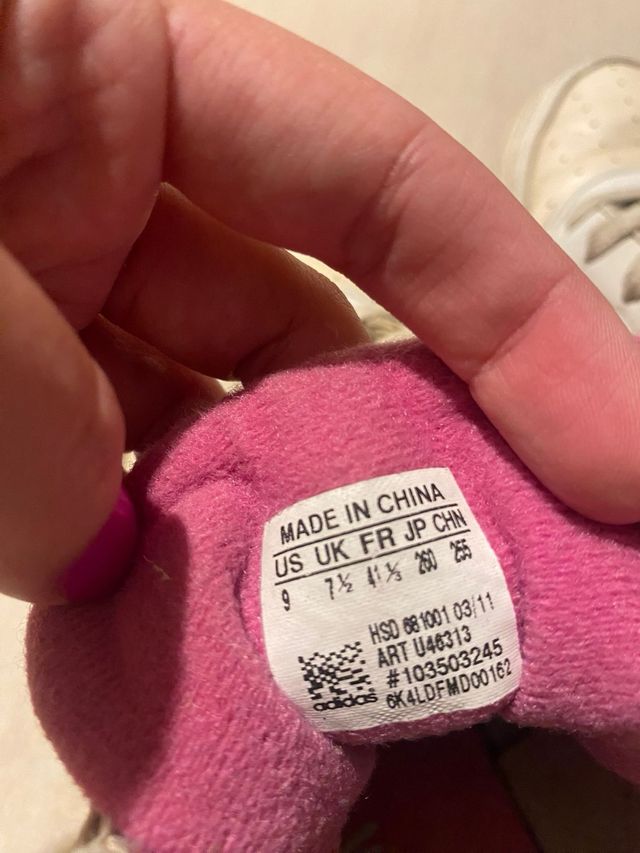 MADE IN CHINA
US UK FR JP CHN
9 7½ 41⅓ 260 255
HSD 681001 03/11
ART U46313
#103503245
6K4LDFMD00162
adidas